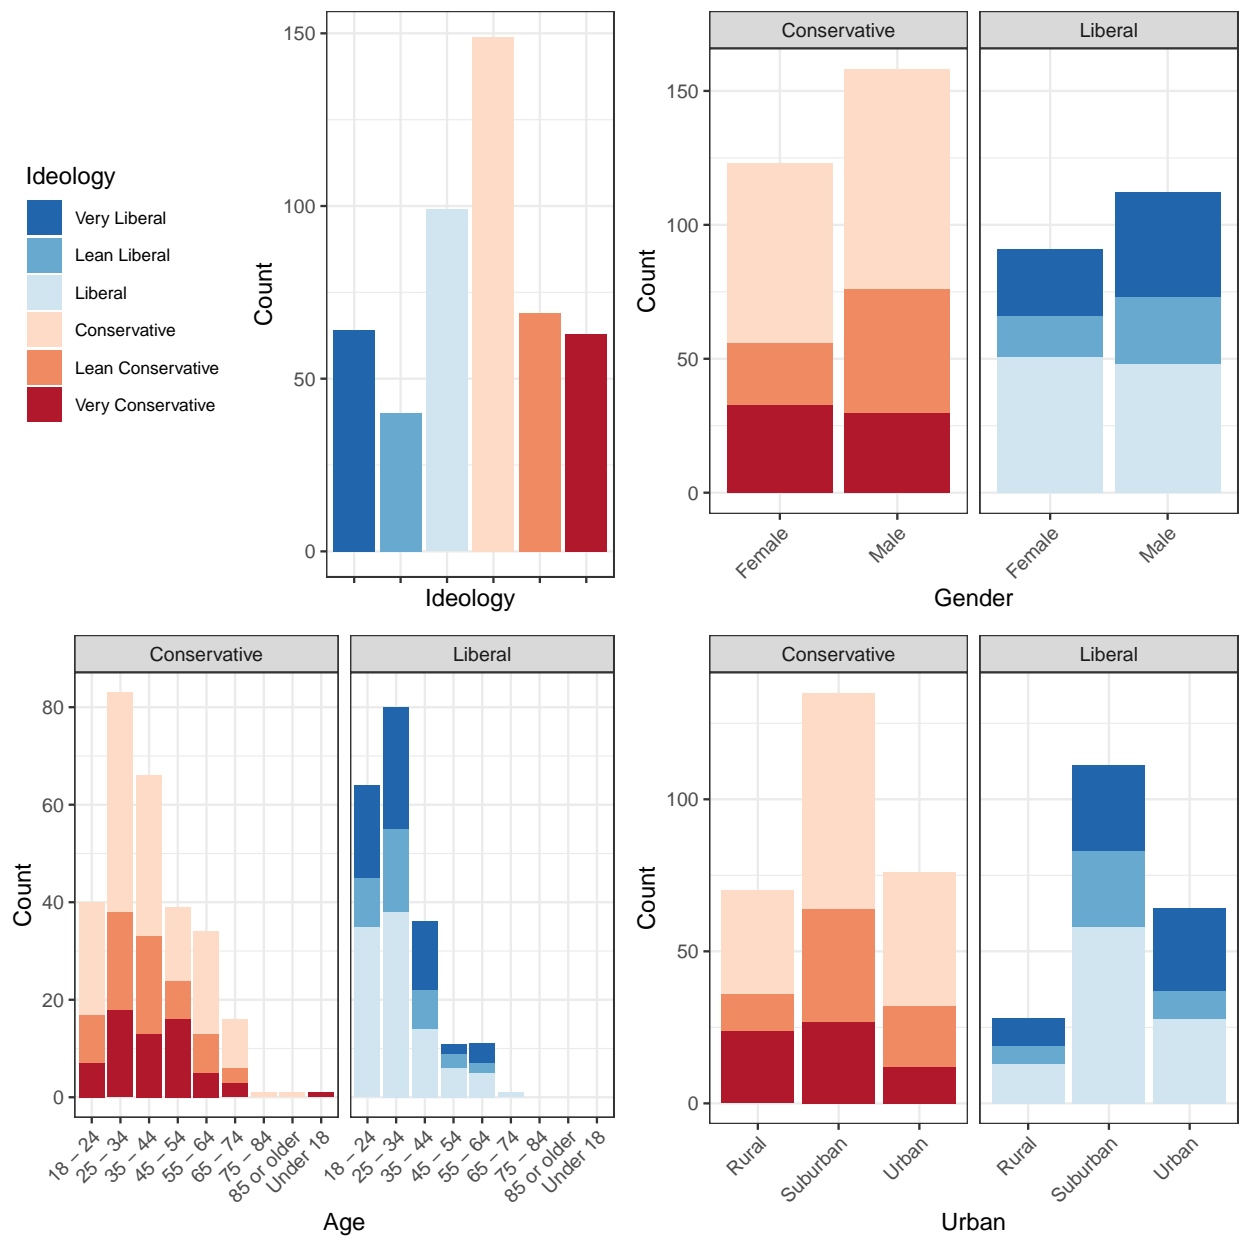 Ideology
Very Liberal
Lean Liberal
Liberal
Conservative
Lean Conservative
Very Conservative
150
100
50
0
Count
Ideology
Conservative
Liberal
150
100
50
0
Count
Female
Male
Female
Male
Gender
Conservative
Liberal
80
60
40
20
0
Count
18 – 24
25 – 34
35 – 44
45 – 54
55 – 64
65 – 74
75 – 84
85 or older
Under 18
18 – 24
25 – 34
35 – 44
45 – 54
55 – 64
65 – 74
75 – 84
85 or older
Under 18
Age
Conservative
Liberal
100
50
0
Count
Rural
Suburban
Urban
Rural
Suburban
Urban
Urban